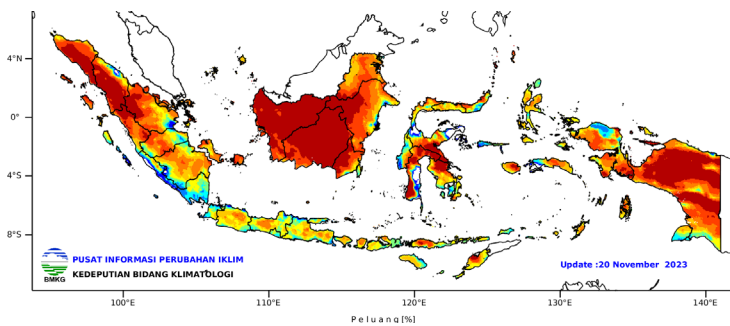 4°N
0°
4°S
8°S
PUSAT INFORMASI PERUBAHAN IKLIM
KEDEPUTIAN BIDANG KLIMATOLOGI
BMKG
Update :20 November 2023
100°E
110°E
120°E
130°E
140°E
Peluang [%]